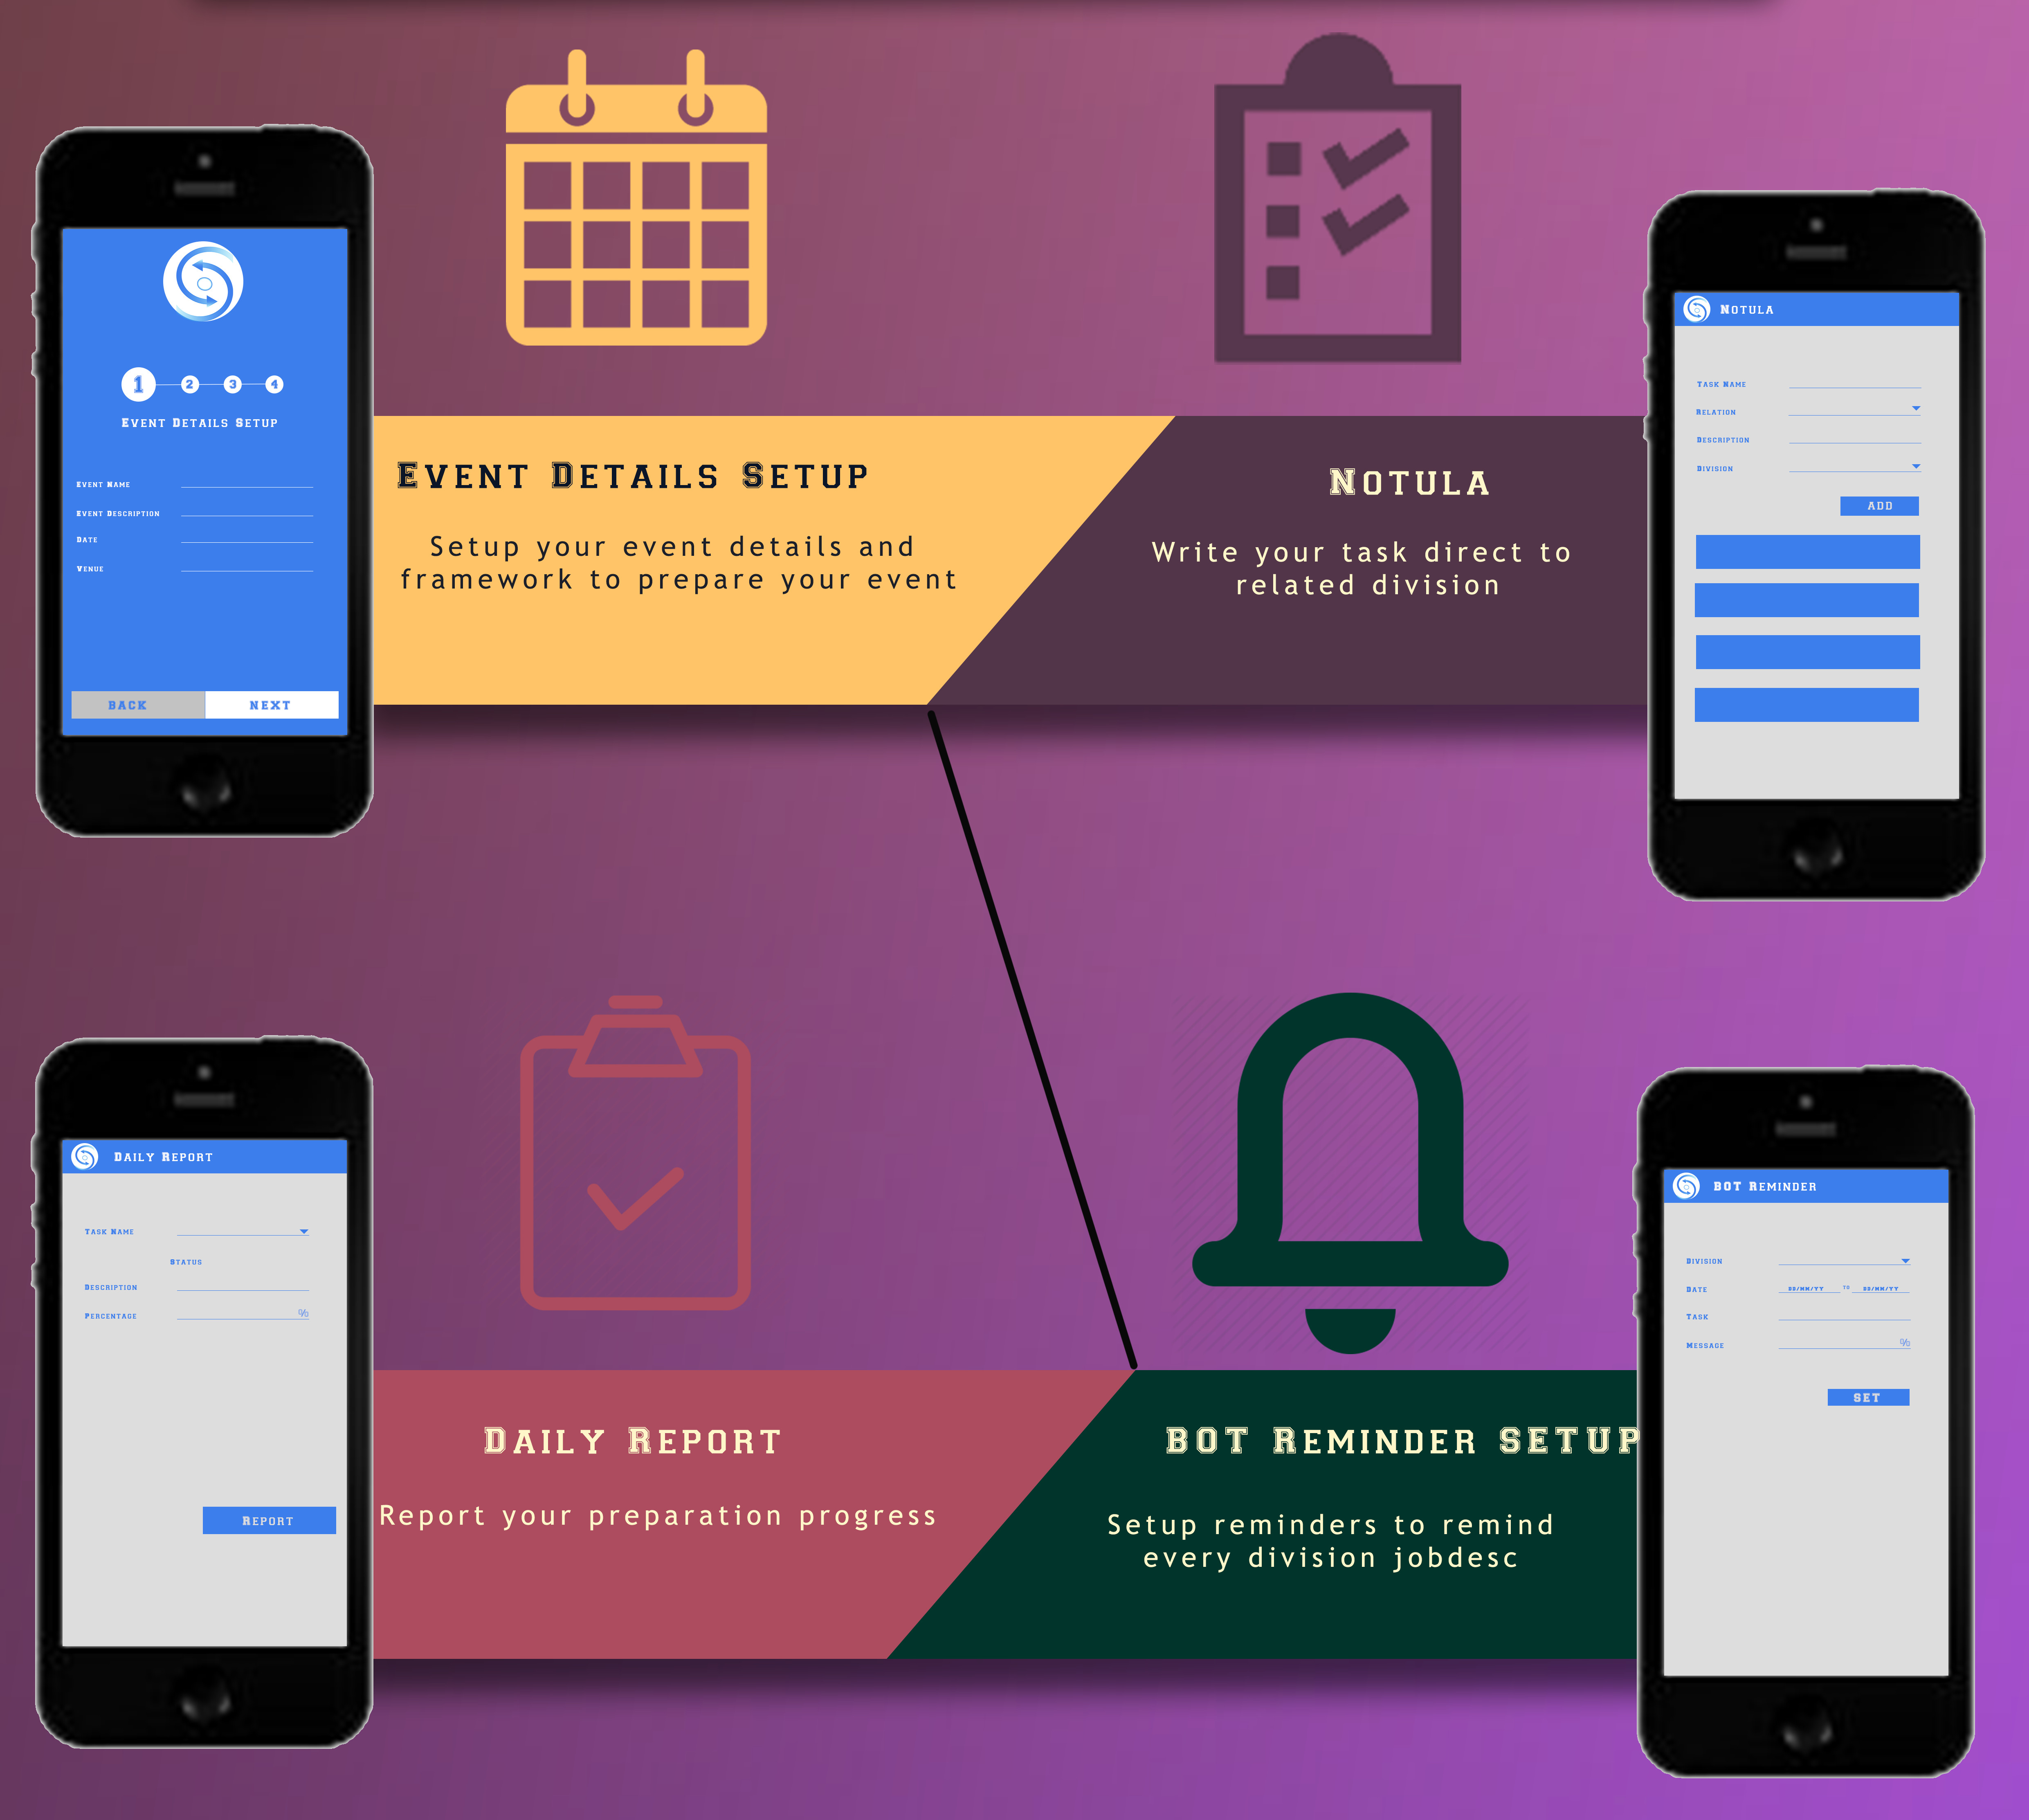 1 2 3 4
Event Details Setup
Event Name
Event Description
Date
Venue
BACK NEXT
Event Details Setup
Setup your event details and
framework to prepare your event
Notula
Write your task direct to
related division
Notula
Task Name
Relation
Description
Division
ADD
Daily Report
Task Name
Status
Description
Percentage %
Report
Daily Report
Report your preparation progress
BOT Reminder SETUP
Setup reminders to remind
every division jobdesc
BOT Reminder
Division
Date DD/MM/YY TO DD/MM/YY
Task
Message %
SET